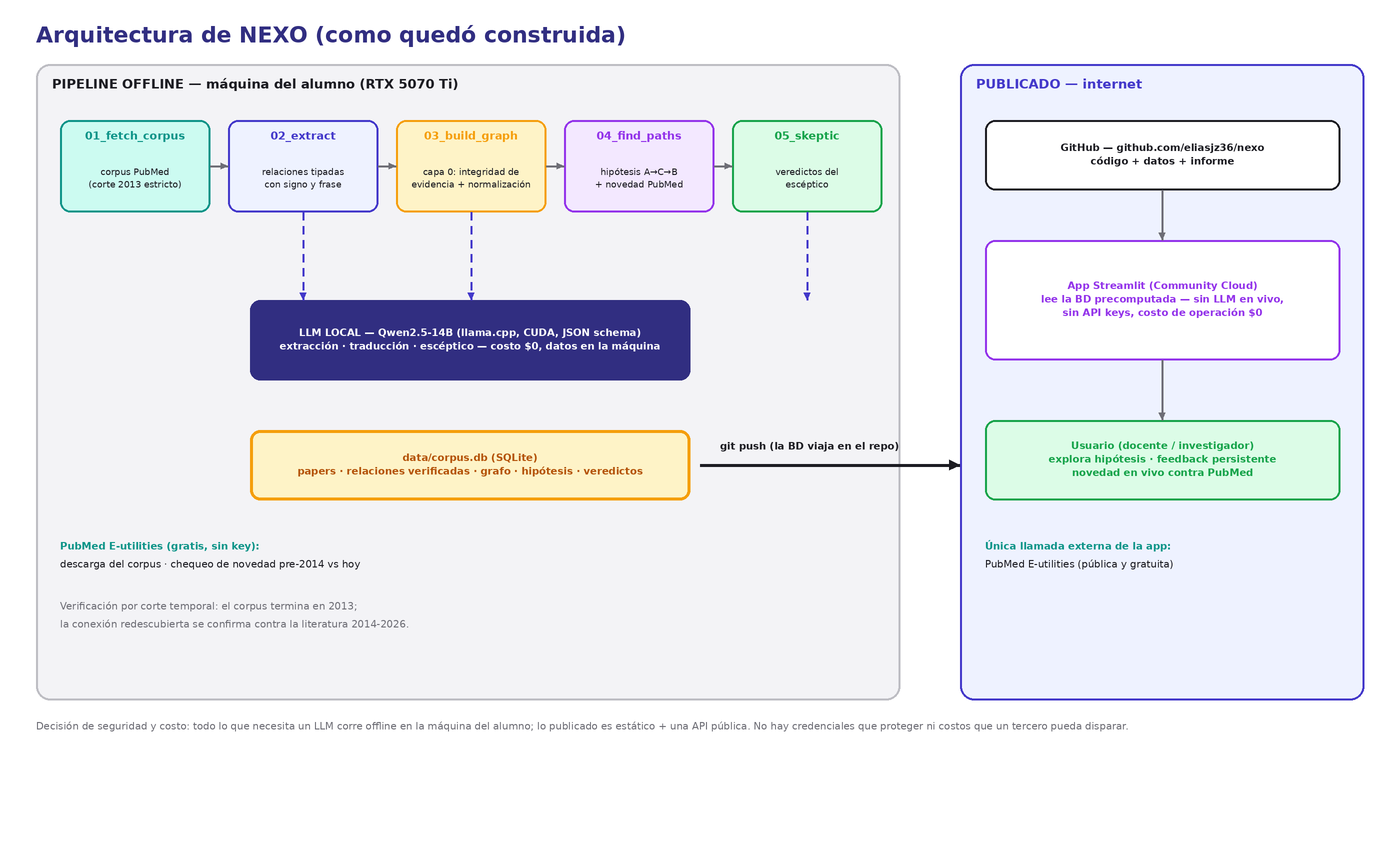 Arquitectura de NEXO (como quedó construida)
PIPELINE OFFLINE — máquina del alumno (RTX 5070 Ti)
01_fetch_corpus
corpus PubMed
(corte 2013 estricto)
02_extract
relaciones tipadas
con signo y frase
03_build_graph
capa 0: integridad de
evidencia + normalización
04_find_paths
hipótesis A→C→B
+ novedad PubMed
05_skeptic
veredictos del
escéptico
LLM LOCAL — Qwen2.5-14B (llama.cpp, CUDA, JSON schema)
extracción · traducción · escéptico — costo $0, datos en la máquina
data/corpus.db (SQLite)
papers · relaciones verificadas · grafo · hipótesis · veredictos
git push (la BD viaja en el repo)
PubMed E-utilities (gratis, sin key):
descarga del corpus · chequeo de novedad pre-2014 vs hoy
Verificación por corte temporal: el corpus termina en 2013;
la conexión redescubierta se confirma contra la literatura 2014-2026.
PUBLICADO — internet
GitHub — github.com/eliasjz36/nexo
código + datos + informe
App Streamlit (Community Cloud)
lee la BD precomputada — sin LLM en vivo,
sin API keys, costo de operación $0
Usuario (docente / investigador)
explora hipótesis · feedback persistente
novedad en vivo contra PubMed
Única llamada externa de la app:
PubMed E-utilities (pública y gratuita)
Decisión de seguridad y costo: todo lo que necesita un LLM corre offline en la máquina del alumno; lo publicado es estático + una API pública. No hay credenciales que proteger ni costos que un tercero pueda disparar.